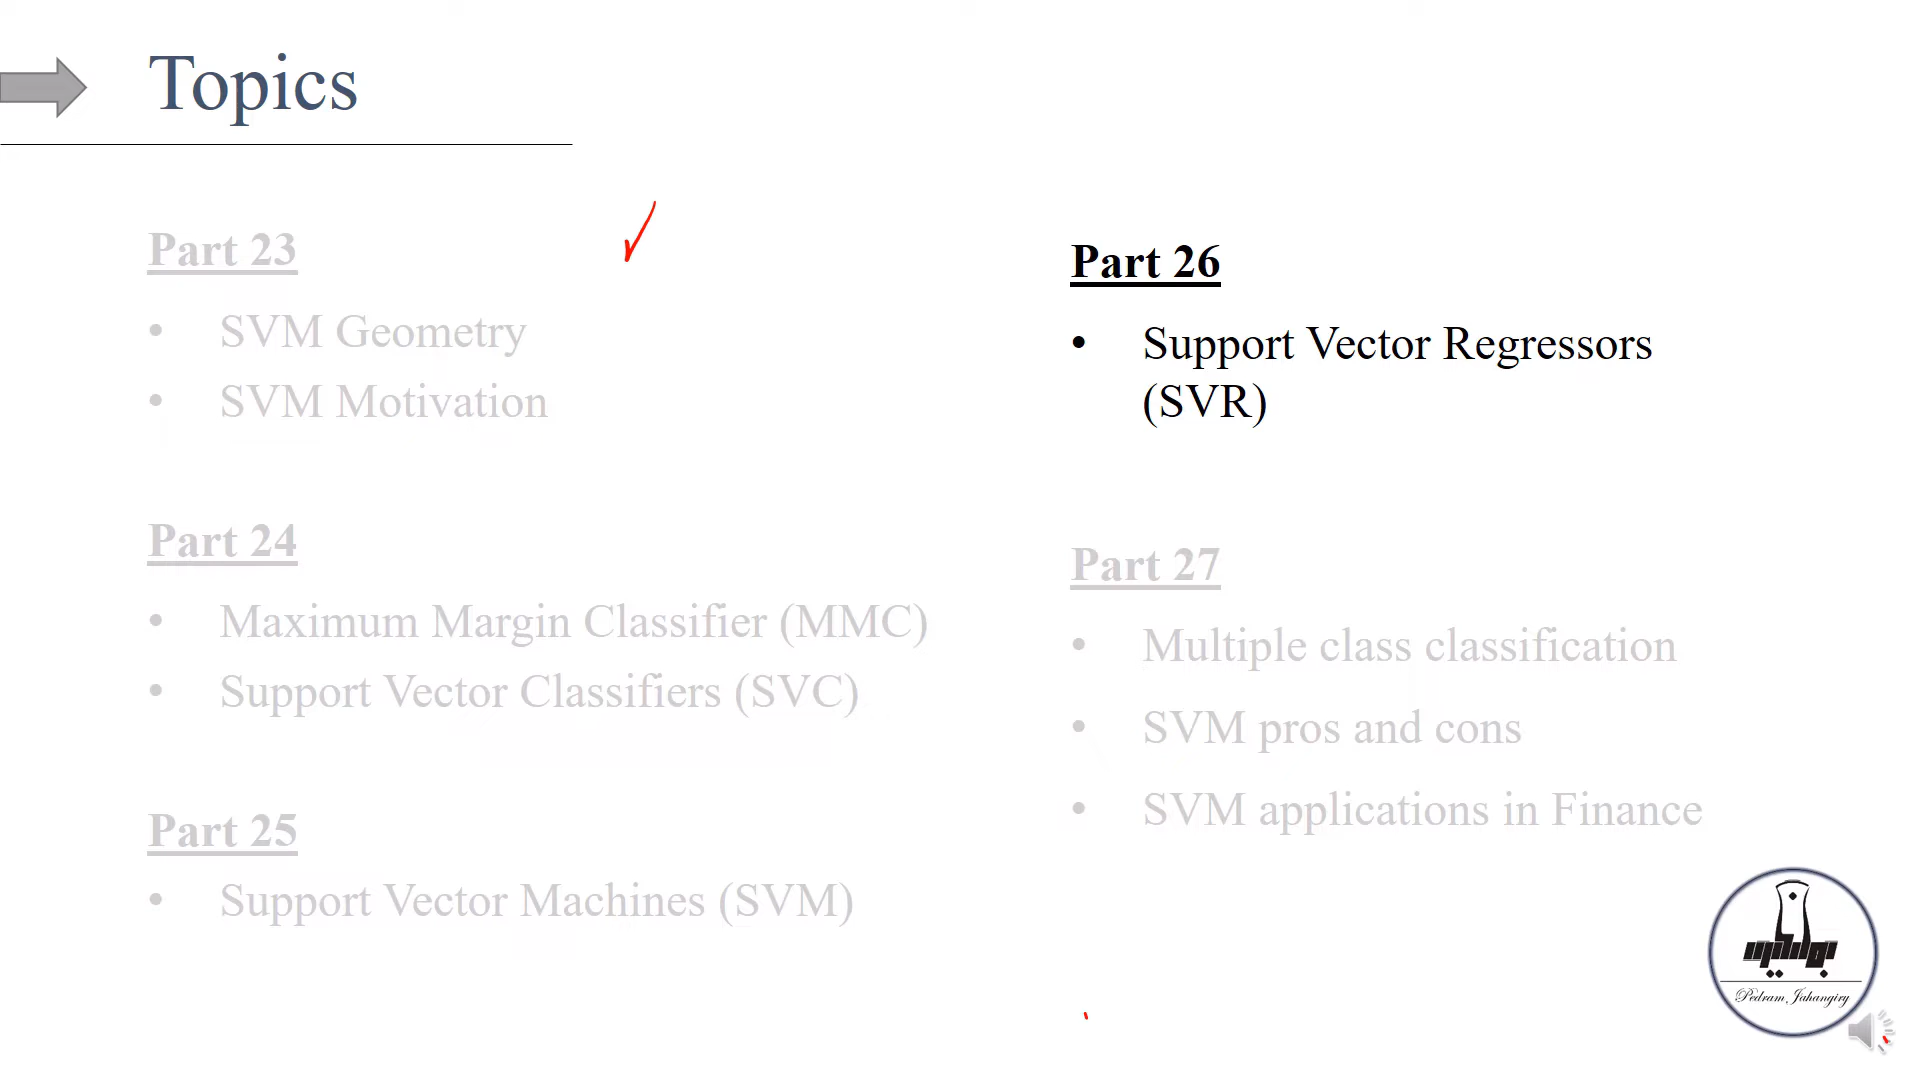 Topics
Part 23
• SVM Geometry
• SVM Motivation
Part 24
• Maximum Margin Classifier (MMC)
• Support Vector Classifiers (SVC)
Part 25
• Support Vector Machines (SVM)
Part 26
• Support Vector Regressors
(SVR)
Part 27
• Multiple class classification
• SVM pros and cons
• SVM applications in Finance
Pedram Jahangiry